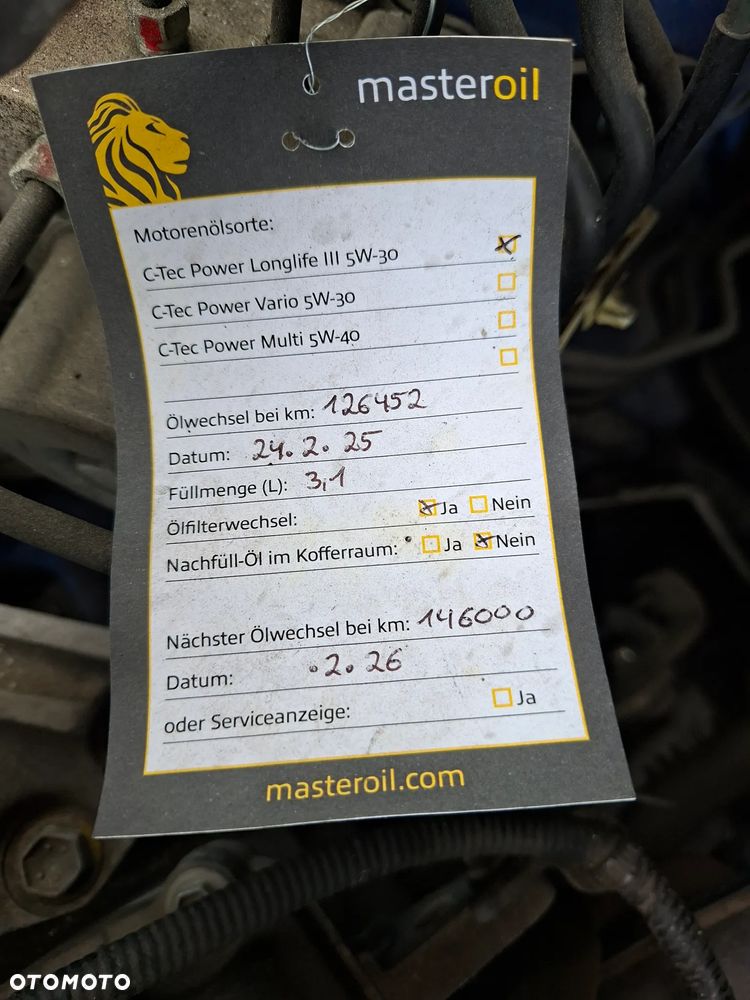 masteroil
Motorenölsorte:
C-Tec Power Longlife III 5W-30
C-Tec Power Vario 5W-30
C-Tec Power Multi 5W-40
Ölwechsel bei km: 126452
Datum: 24.2.25
Füllmenge (L): 3,1
Ölfilterwechsel: Ja Nein
Nachfüll-Öl im Kofferraum: Ja Nein
Nächster Ölwechsel bei km: 146000
Datum: .2.26
oder Serviceanzeige: Ja
masteroil.com
OTOMOTO